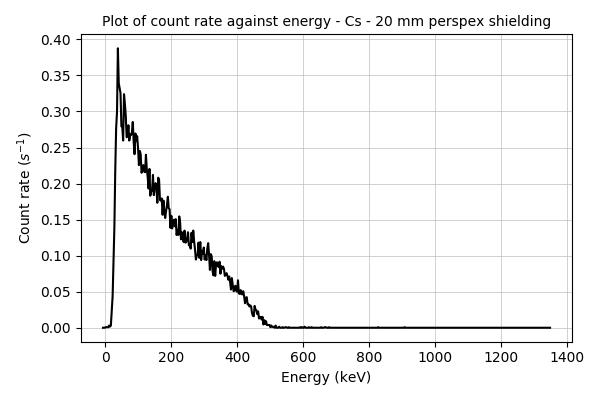 Plot of count rate against energy - Cs - 20 mm perspex shielding
0.40
0.35
0.30
0.25
0.20
0.15
0.10
0.05
0.00
Count rate (s⁻¹)
0 200 400 600 800 1000 1200 1400
Energy (keV)